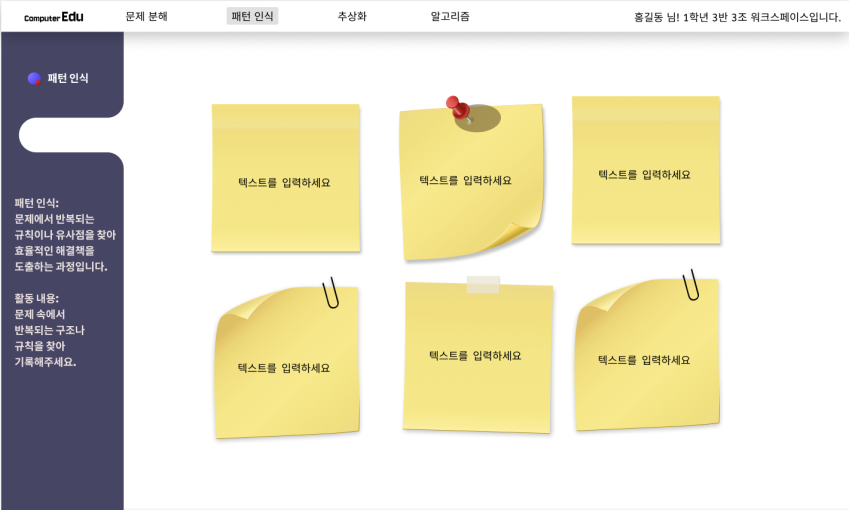 Computer Edu
문제 분해
패턴 인식
추상화
알고리즘
홍길동 님! 1학년 3반 3조 워크스페이스입니다.
패턴 인식
패턴 인식:
문제에서 반복되는
규칙이나 유사점을 찾아
효율적인 해결책을
도출하는 과정입니다.
활동 내용:
문제 속에서
반복되는 구조나
규칙을 찾아
기록해주세요.
텍스트를 입력하세요
텍스트를 입력하세요
텍스트를 입력하세요
텍스트를 입력하세요
텍스트를 입력하세요
텍스트를 입력하세요